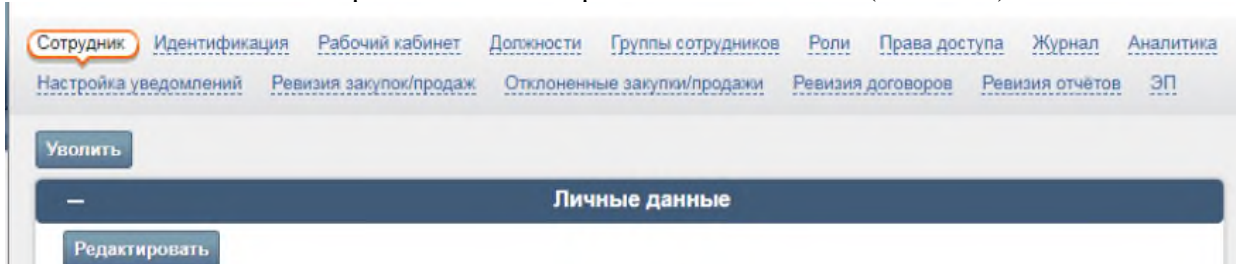 Сотрудник Идентификация Рабочий кабинет Должности Группы сотрудников Роли Права доступа Журнал Аналитика
Настройка уведомлений Ревизия закупок/продаж Отклоненные закупки/продажи Ревизия договоров Ревизия отчётов ЭП
Уволить
Личные данные
Редактировать